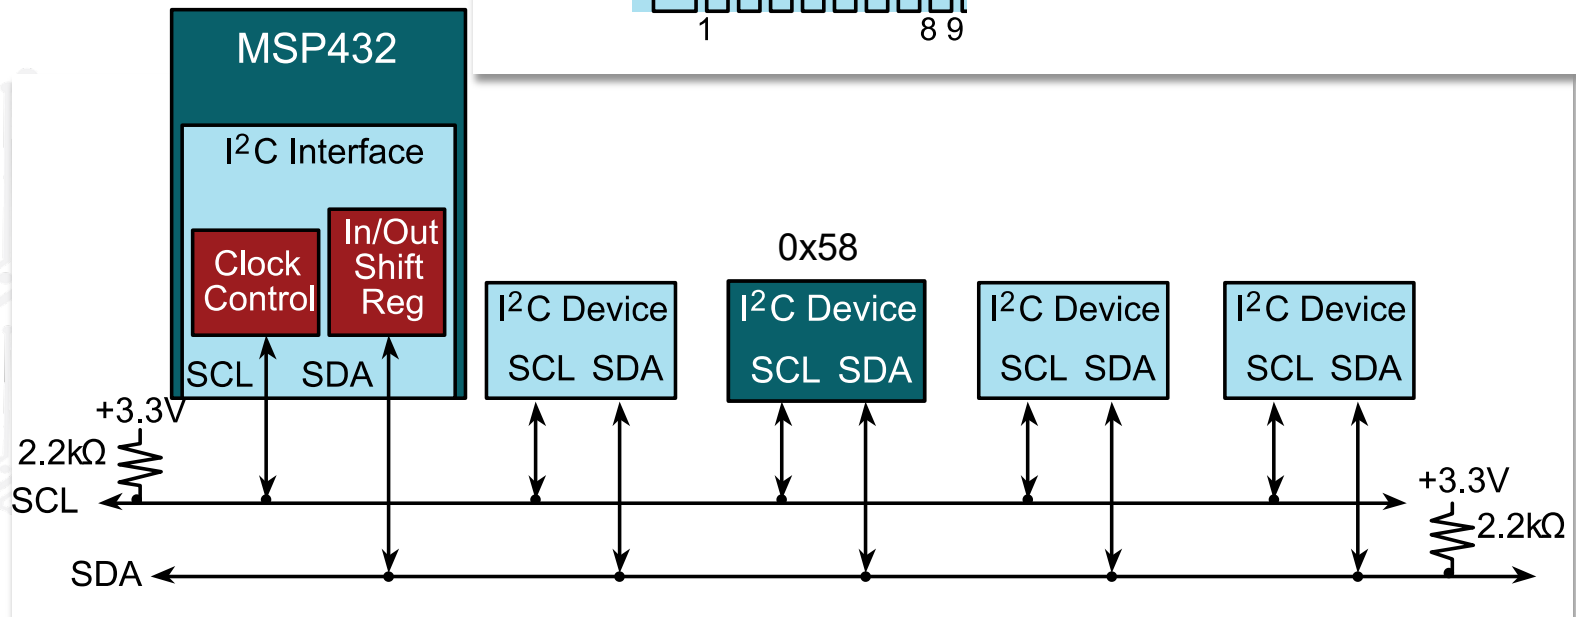 1 8 9
MSP432
I²C Interface
Clock
Control
In/Out
Shift
Reg
SCL SDA
0x58
I²C Device
SCL SDA
I²C Device
SCL SDA
I²C Device
SCL SDA
I²C Device
SCL SDA
+3.3V
2.2kΩ
SCL
+3.3V
2.2kΩ
SDA